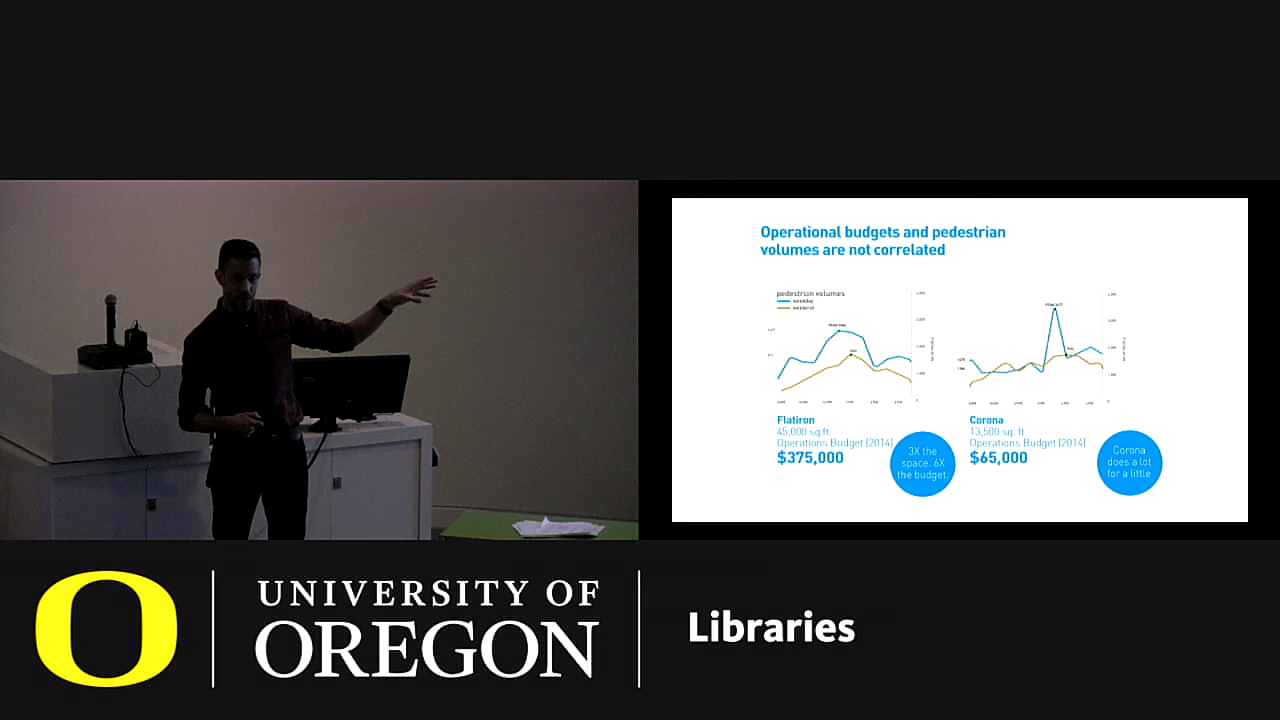 Operational budgets and pedestrian
volumes are not correlated
pedestrian volumes
weekday
weekend
Flatiron
45,000 sq ft.
Operations Budget (2014)
$375,000
3X the
space. 6X
the budget.
Corona
13,500 sq. ft.
Operations Budget (2014)
$65,000
Corona
does a lot
for a little
UNIVERSITY OF
OREGON
Libraries